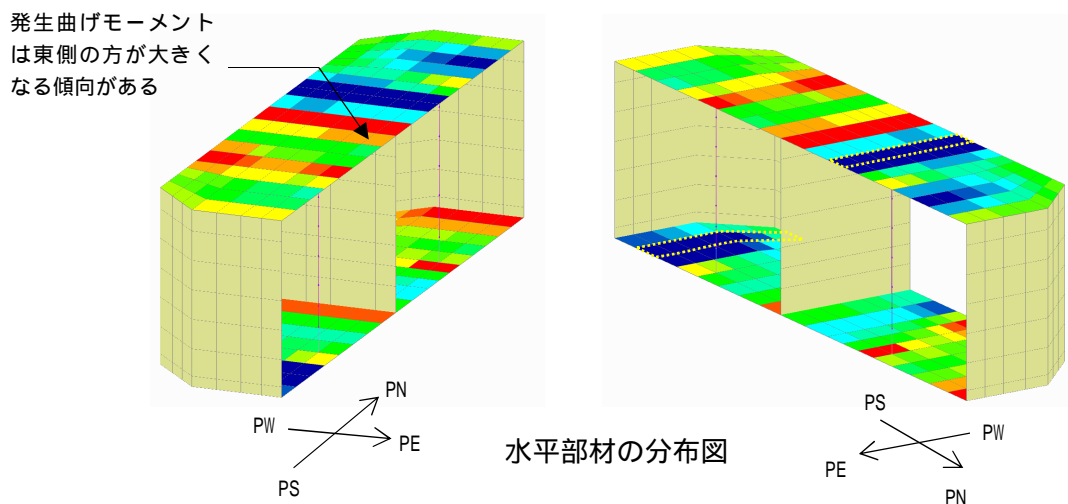 発生曲げモーメント
は東側の方が大きく
なる傾向がある
PN
PW
PE
PS
水平部材の分布図
PS
PW
PE
PN